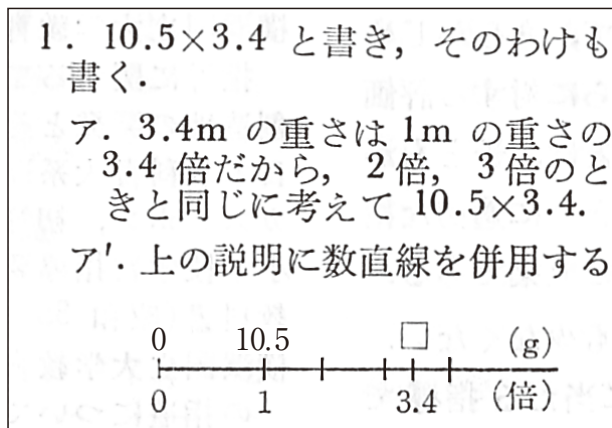 1. 10.5×3.4 と書き，そのわけも
書く.
ア. 3.4m の重さは 1m の重さの
3.4 倍だから，2倍，3倍のと
きと同じに考えて 10.5×3.4.
ア′. 上の説明に数直線を併用する
0 10.5 □ (g)
0 1 3.4 (倍)